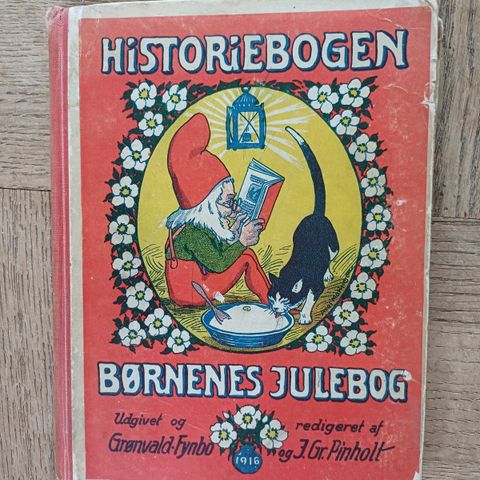 HiSTORiEBOGEN
BØRNENES JULEBOG
Udgivet og redigeret af
Grønvald-Fynbo og J. Gr. Pinholt
1916